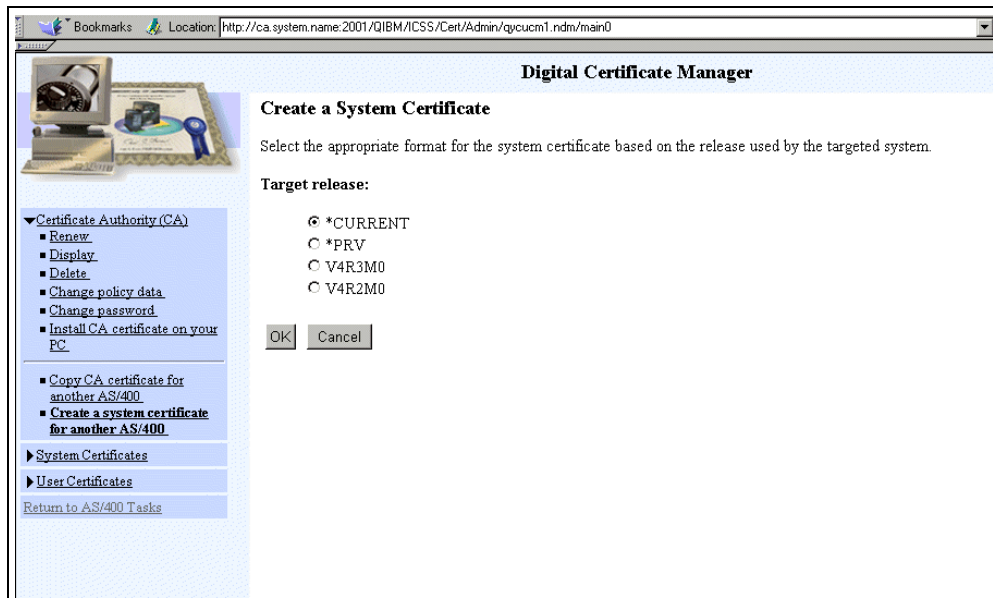 Bookmarks Location: http://ca.system.name:2001/QIBM/ICSS/Cert/Admin/qycucm1.ndm/main0
Digital Certificate Manager
Create a System Certificate
Select the appropriate format for the system certificate based on the release used by the targeted system.
Target release:
*CURRENT
*PRV
V4R3M0
V4R2M0
OK Cancel
Certificate Authority (CA)
Renew
Display
Delete
Change policy data
Change password
Install CA certificate on your
PC
Copy CA certificate for
another AS/400
Create a system certificate
for another AS/400
System Certificates
User Certificates
Return to AS/400 Tasks